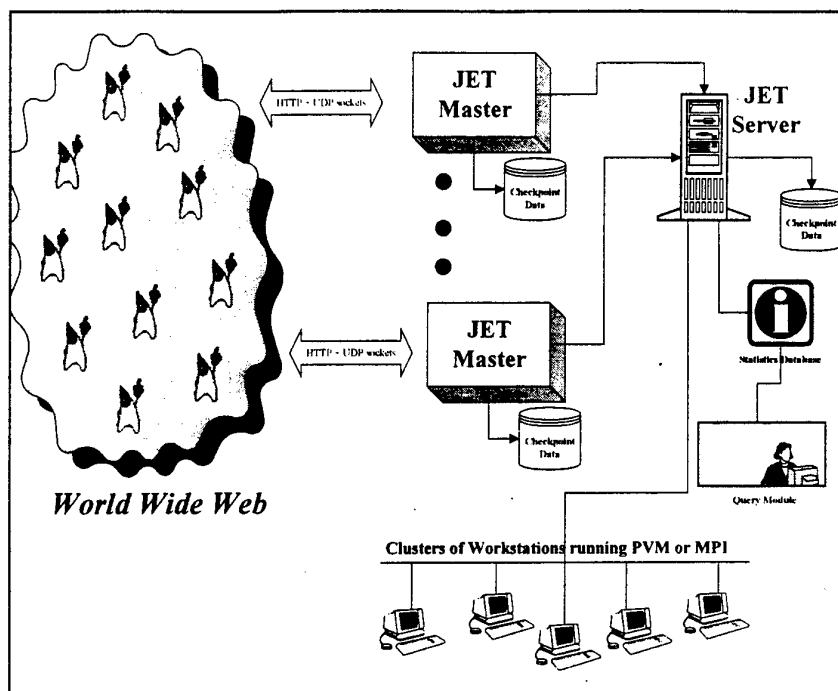 JET
Master
HTTP + UDP sockets
JET
Server
Checkpoint
Data
Checkpoint
Data
JET
Master
HTTP + UDP sockets
Statistics Database
Checkpoint
Data
World Wide Web
Query Module
Clusters of Workstations running PVM or MPI